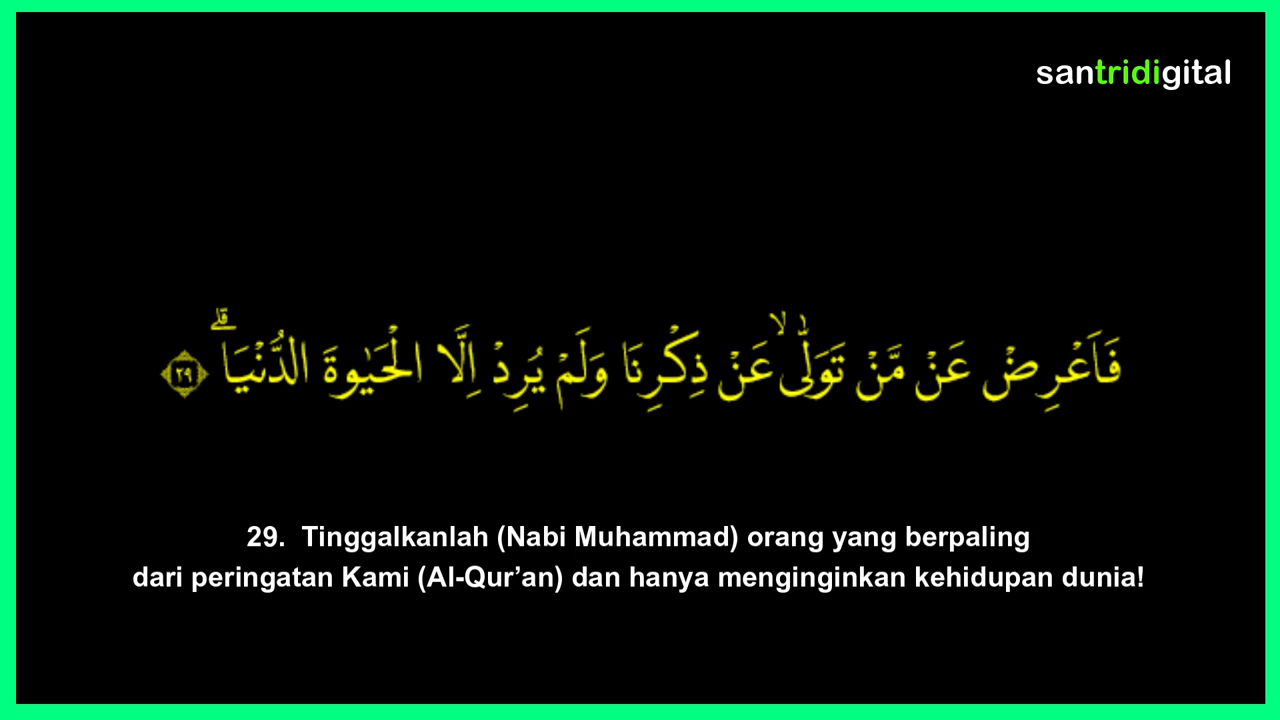 santridigital
فَاَعْرِضْ عَنْ مَّنْ تَوَلّٰىۙ عَنْ ذِكْرِنَا وَلَمْ يُرِدْ اِلَّا الْحَيٰوةَ الدُّنْيَاۗ ٢٩
29. Tinggalkanlah (Nabi Muhammad) orang yang berpaling
dari peringatan Kami (Al-Qur’an) dan hanya menginginkan kehidupan dunia!